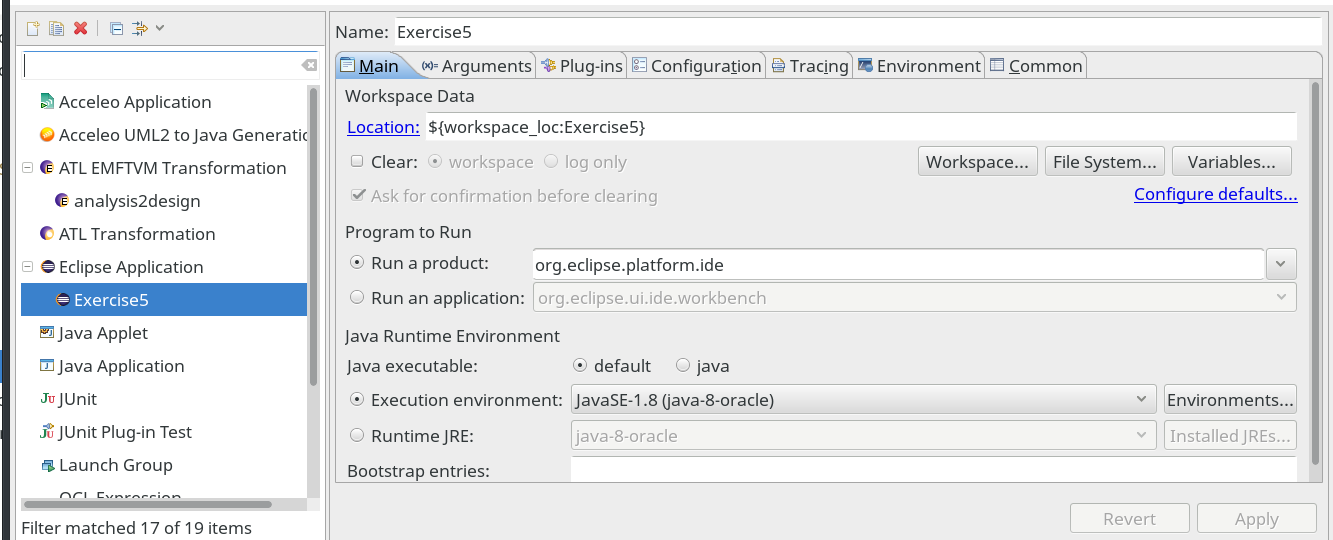 Name: Exercise5
Main (x)= Arguments Plug-ins Configuration Tracing Environment Common
Acceleo Application
Acceleo UML2 to Java Generatio
ATL EMFTVM Transformation
analysis2design
ATL Transformation
Eclipse Application
Exercise5
Java Applet
Java Application
JUnit
JUnit Plug-in Test
Launch Group
OCL Expression
Filter matched 17 of 19 items
Workspace Data
Location: ${workspace_loc:Exercise5}
Clear: workspace log only Workspace... File System... Variables...
Ask for confirmation before clearing Configure defaults...
Program to Run
Run a product: org.eclipse.platform.ide
Run an application: org.eclipse.ui.ide.workbench
Java Runtime Environment
Java executable: default java
Execution environment: JavaSE-1.8 (java-8-oracle) Environments...
Runtime JRE: java-8-oracle Installed JREs...
Bootstrap entries:
Revert Apply